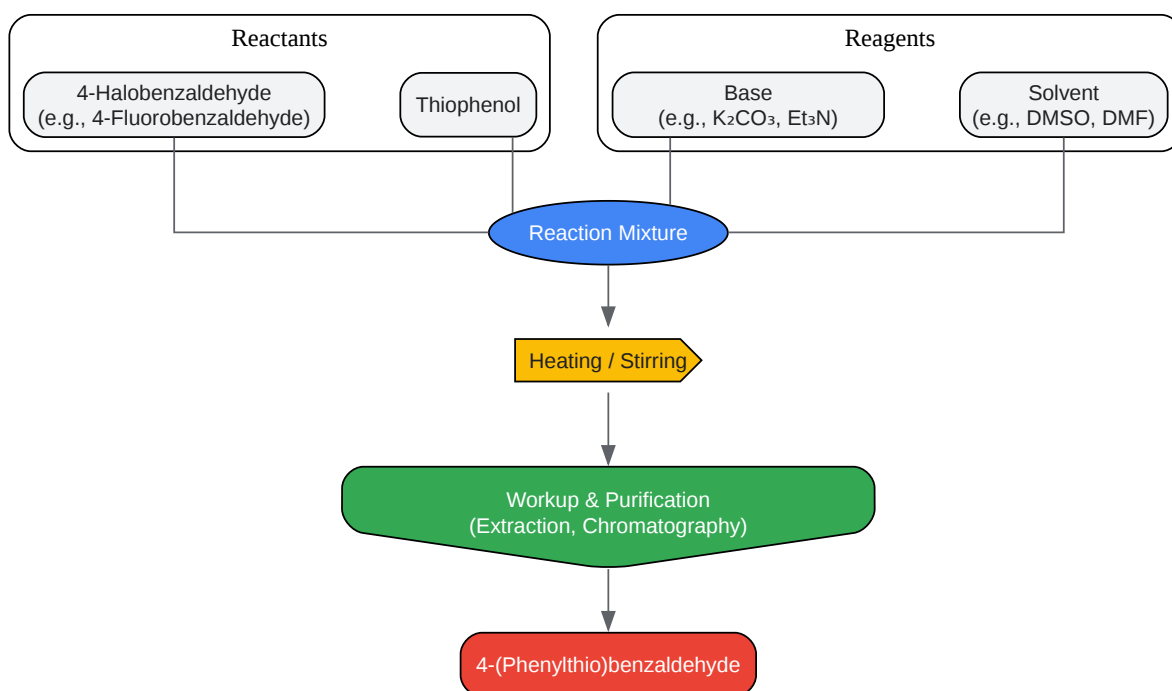 Reactants
4-Halobenzaldehyde
(e.g., 4-Fluorobenzaldehyde)
Thiophenol
Reagents
Base
(e.g., K₂CO₃, Et₃N)
Solvent
(e.g., DMSO, DMF)
Reaction Mixture
Heating / Stirring
Workup & Purification
(Extraction, Chromatography)
4-(Phenylthio)benzaldehyde